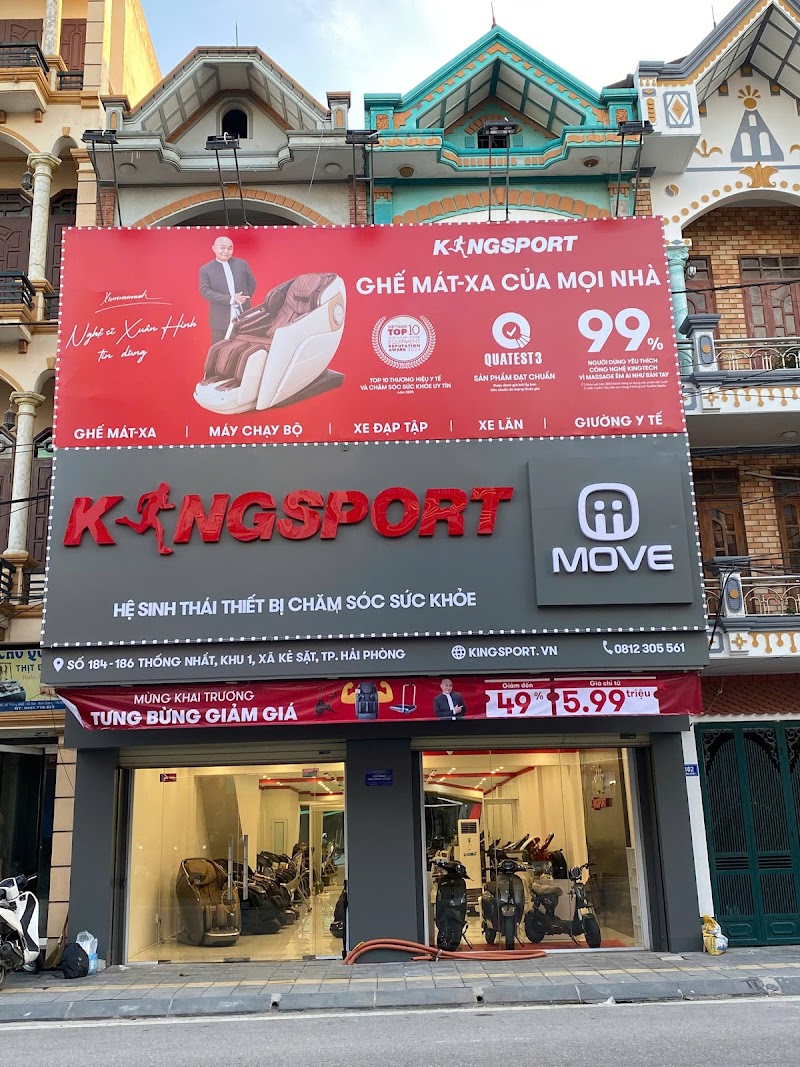 KINGSPORT
GHẾ MÁT-XA CỦA MỌI NHÀ
Nghệ sĩ Xuân Hinh
tin dùng
VIETNAM
TOP 10
REPUTATION
TOP 10 THƯƠNG HIỆU Y TẾ
VÀ CHĂM SÓC SỨC KHỎE UY TÍN
QUATEST3
SẢN PHẨM ĐẠT CHUẨN
99%
NGƯỜI DÙNG YÊU THÍCH
CÔNG NGHỆ KINGTECH
VÌ MASSAGE ÊM ÁI NHƯ BÀN TAY
GHẾ MÁT-XA | MÁY CHẠY BỘ | XE ĐẠP TẬP | XE LĂN | GIƯỜNG Y TẾ
KINGSPORT
MOVE
HỆ SINH THÁI THIẾT BỊ CHĂM SÓC SỨC KHỎE
SỐ 184 - 186 THỐNG NHẤT, KHU 1, XÃ KẺ SẶT, TP. HẢI PHÒNG
KINGSPORT.VN
0812 305 561
MỪNG KHAI TRƯƠNG
TƯNG BỪNG GIẢM GIÁ
Giảm đến
49%
Giá chỉ từ
5.99 triệu
THỊT